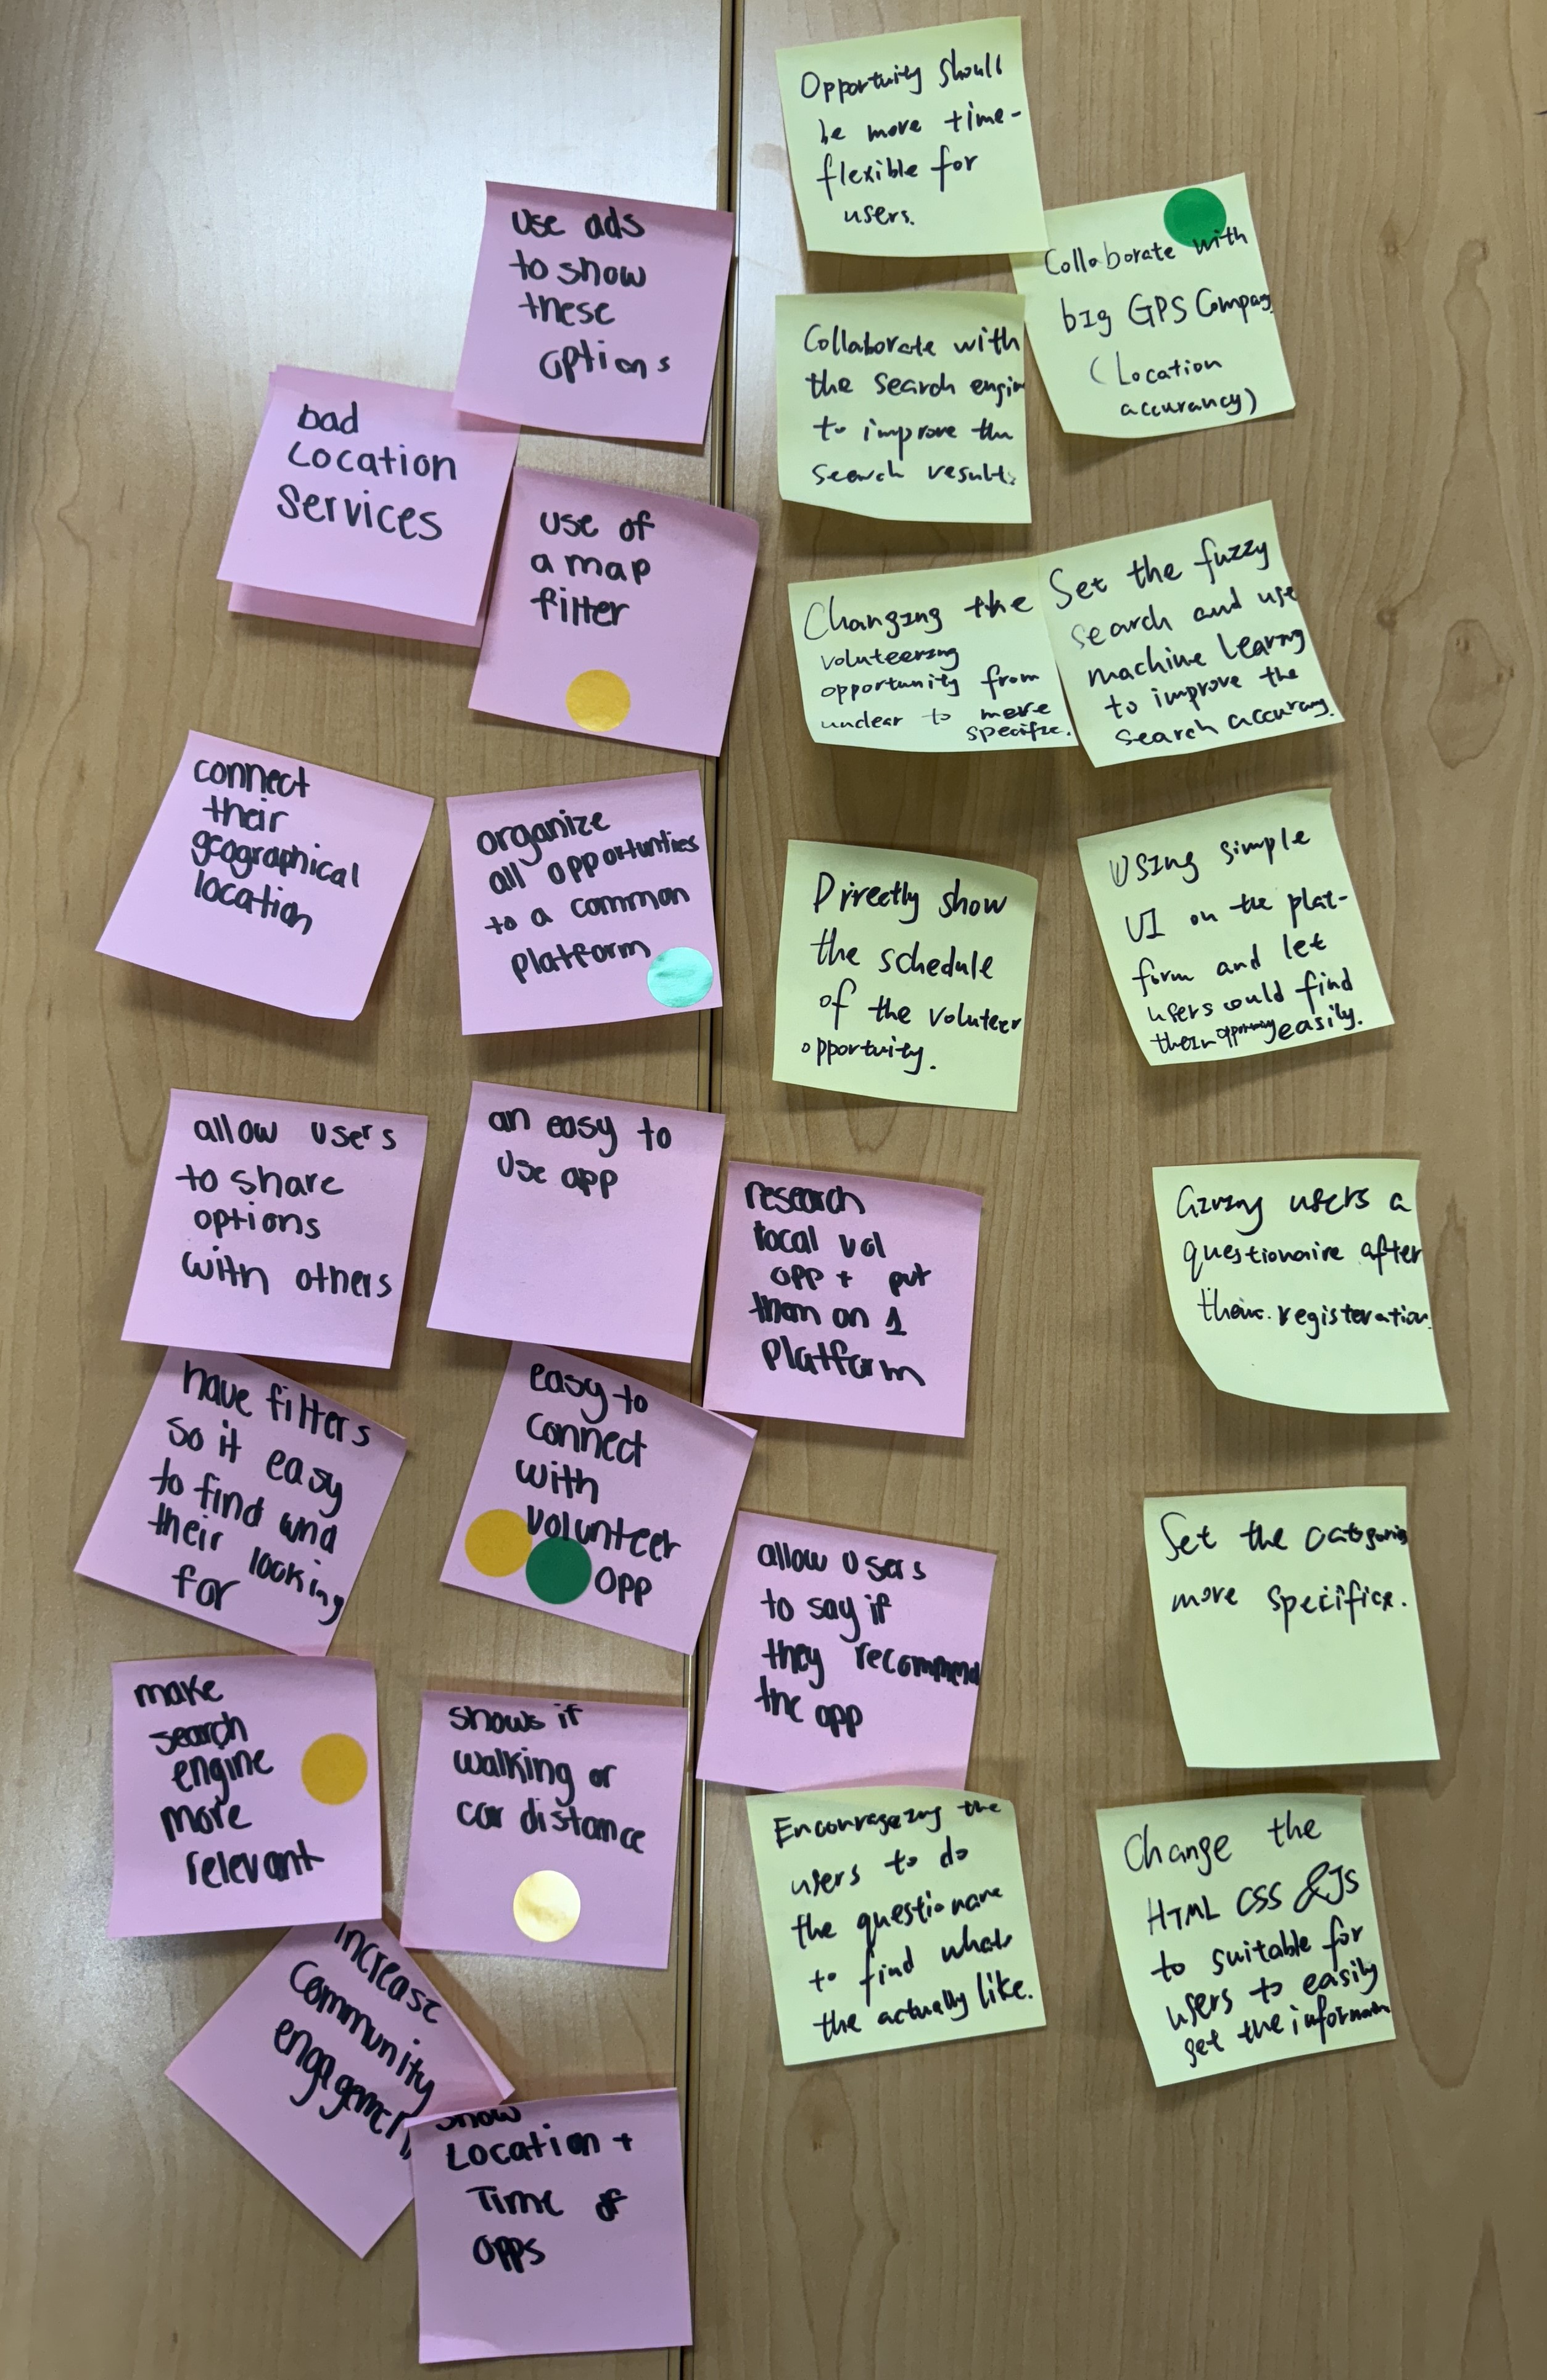 use ads
to show
these
options
bad
Location
Services
use of
a map
filter
connect
their
geographical
location
organize
all opportunties
to a common
platform
allow users
to share
options
with others
an easy to
use app
research
local vol
opp + put
them on 1
platform
have filters
so it easy
to find and
their looking
for
easy to
connect
with
volunteer
opp
allow users
to say if
they recommend
the app
make
search
engine
more
relevant
shows if
walking or
car distance
increase
community
engagement
show
Location +
Time of
opps
Opportuity Should
be more time-
flexible for
users.
Collaborate with
big GPS Company
(Location
accurancy)
Collaborate with
the search engin
to improve the
search result.
Changing the
voluteering
opportunity from
unclear to more
specific.
Set the fuzzy
search and use
machine learing
to improve the
search accuracy.
Directly show
the schedule
of the voluteer
opportuity.
Using simple
UI on the plat-
form and let
users could find
their easily.
Giving users a
questionaire after
their registeration.
Set the categories
more specifice.
Encouraging the
users to do
the questionare
to find what
the actually like.
Change the
HTML CSS & JS
to suitable for
users to easily
get the information